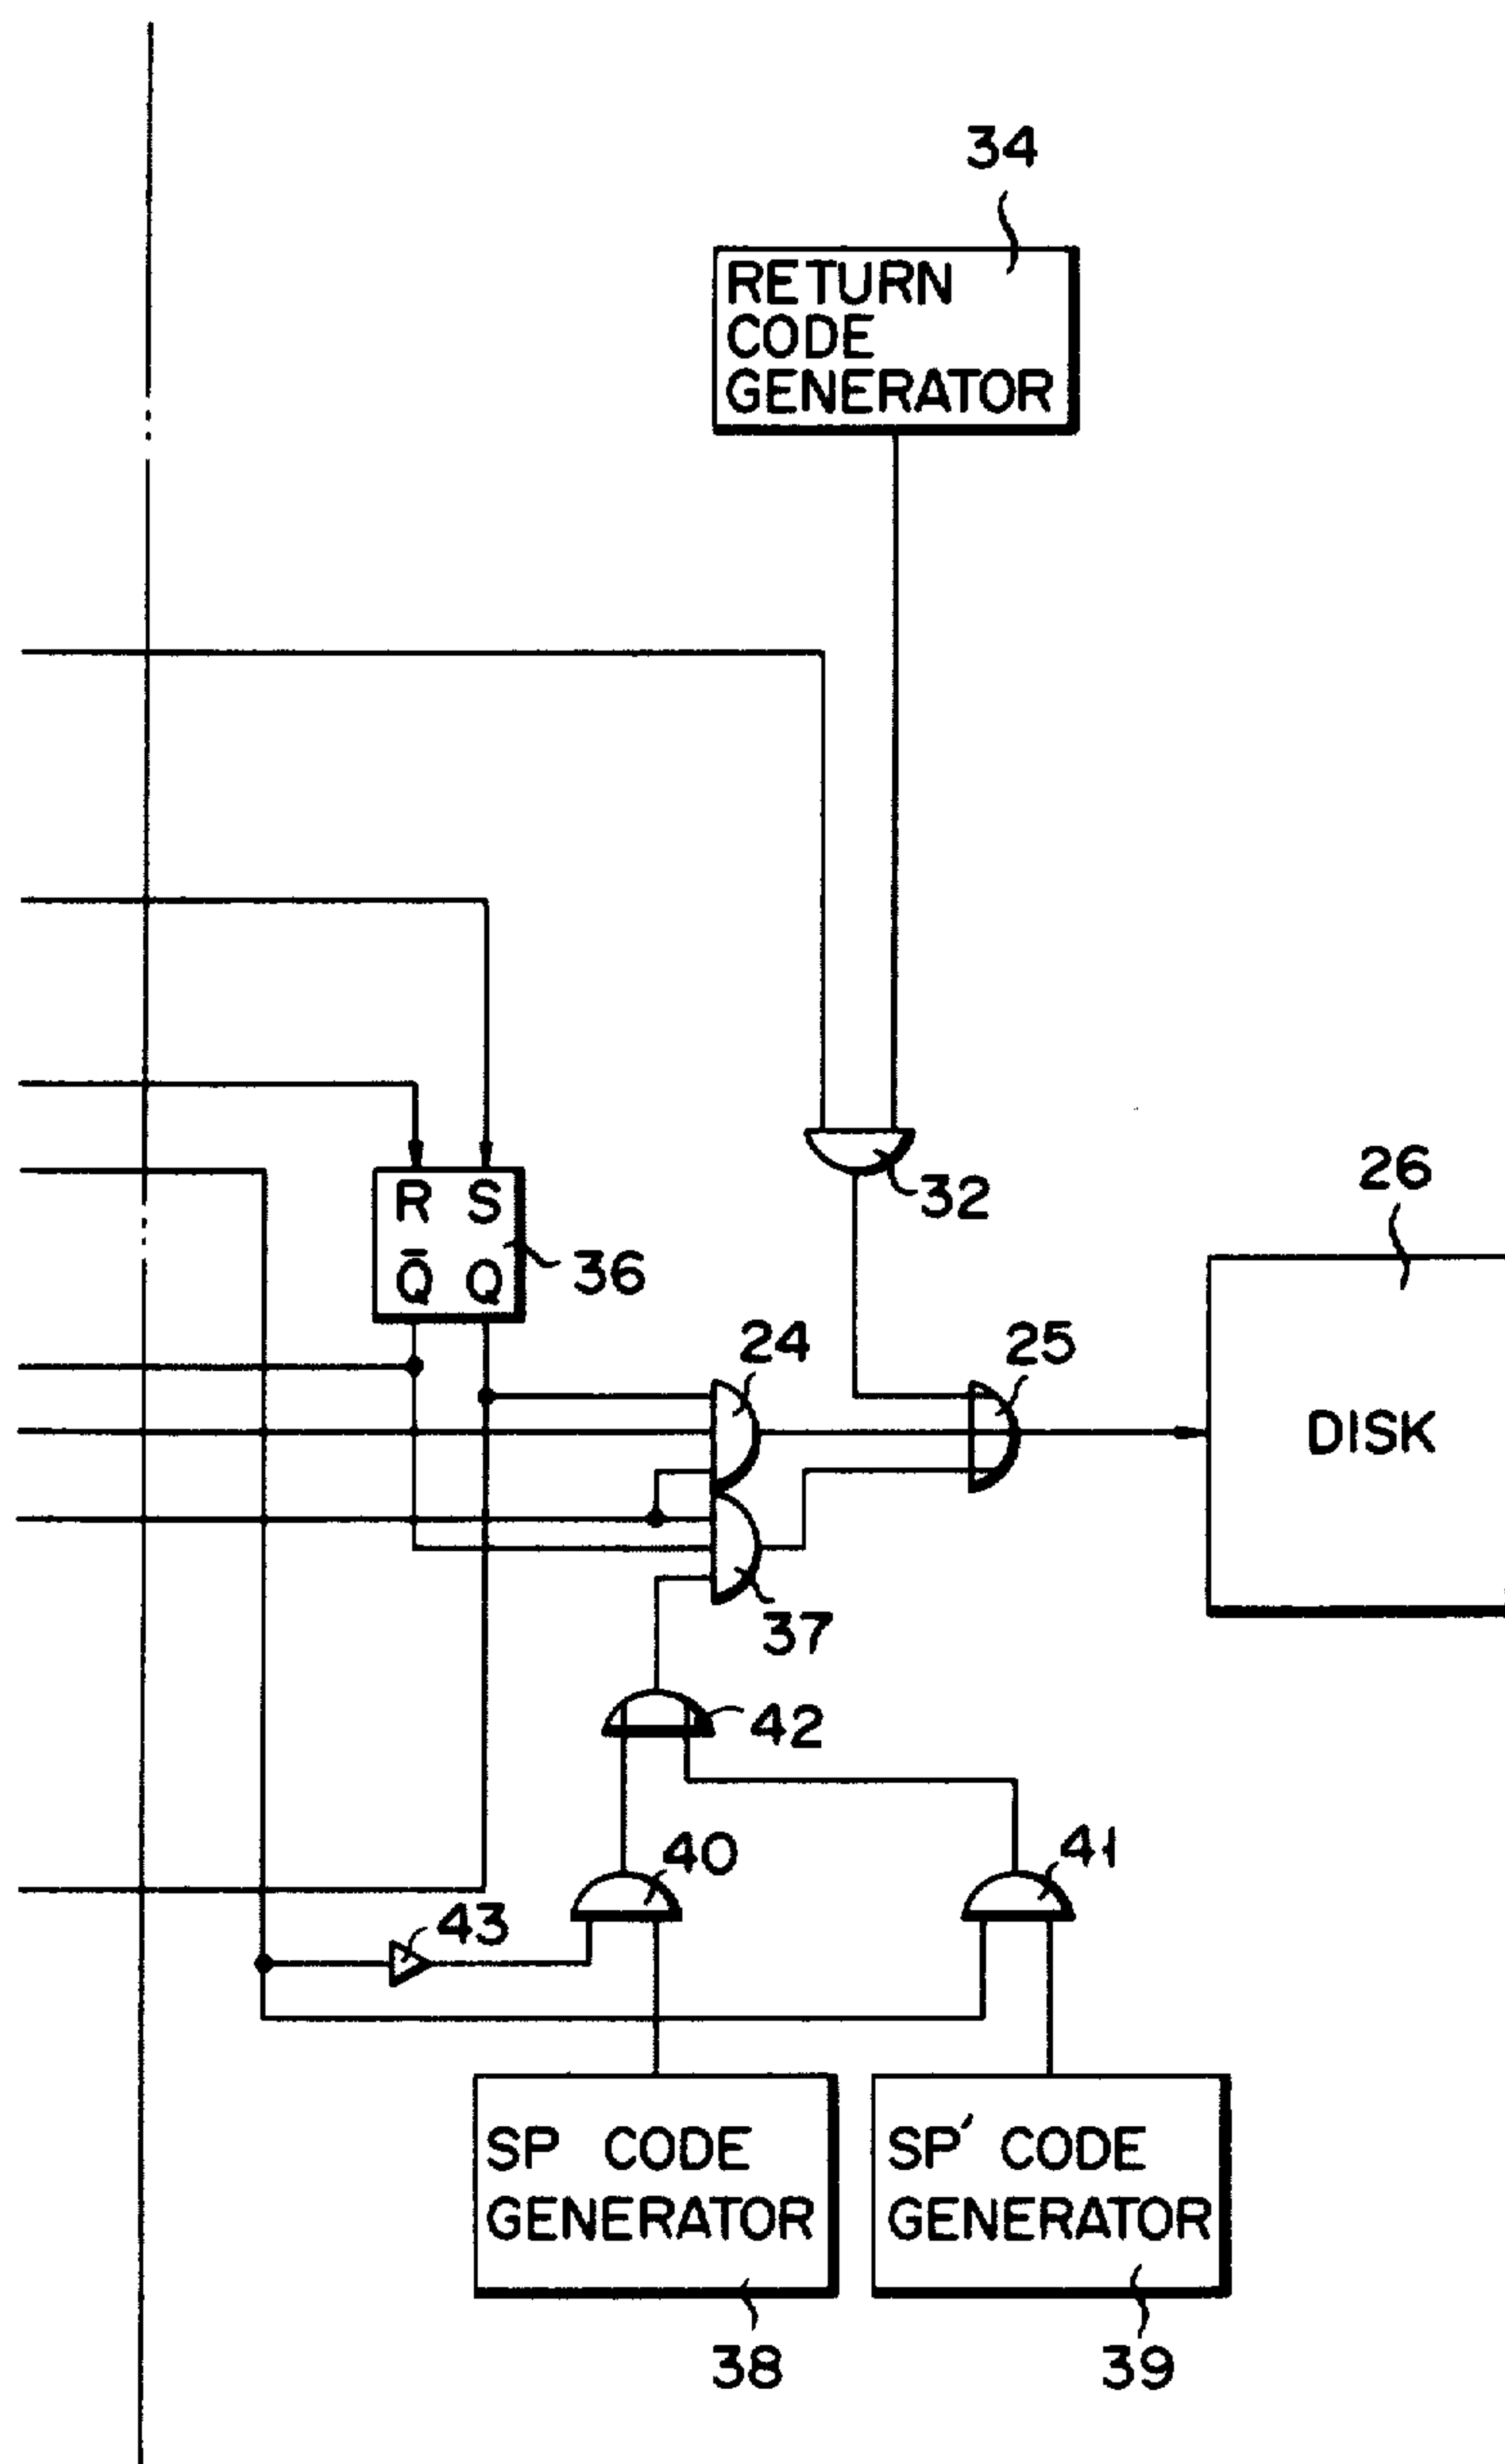 34
RETURN
CODE
GENERATOR
32
26
R S
Q̄ Q
36
24
25
DISK
37
42
40
41
43
SP CODE
GENERATOR
SP′ CODE
GENERATOR
38
39